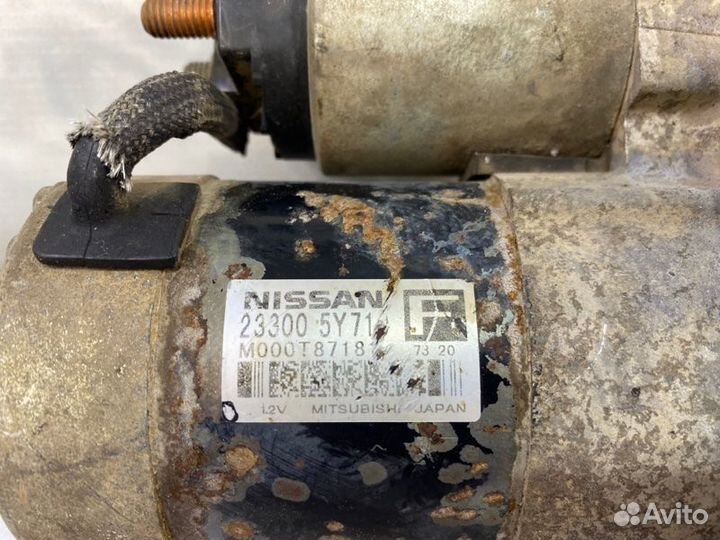 NISSAN
23300 5Y71
M000T8718
73 20
12V MITSUBISHI JAPAN
Avito